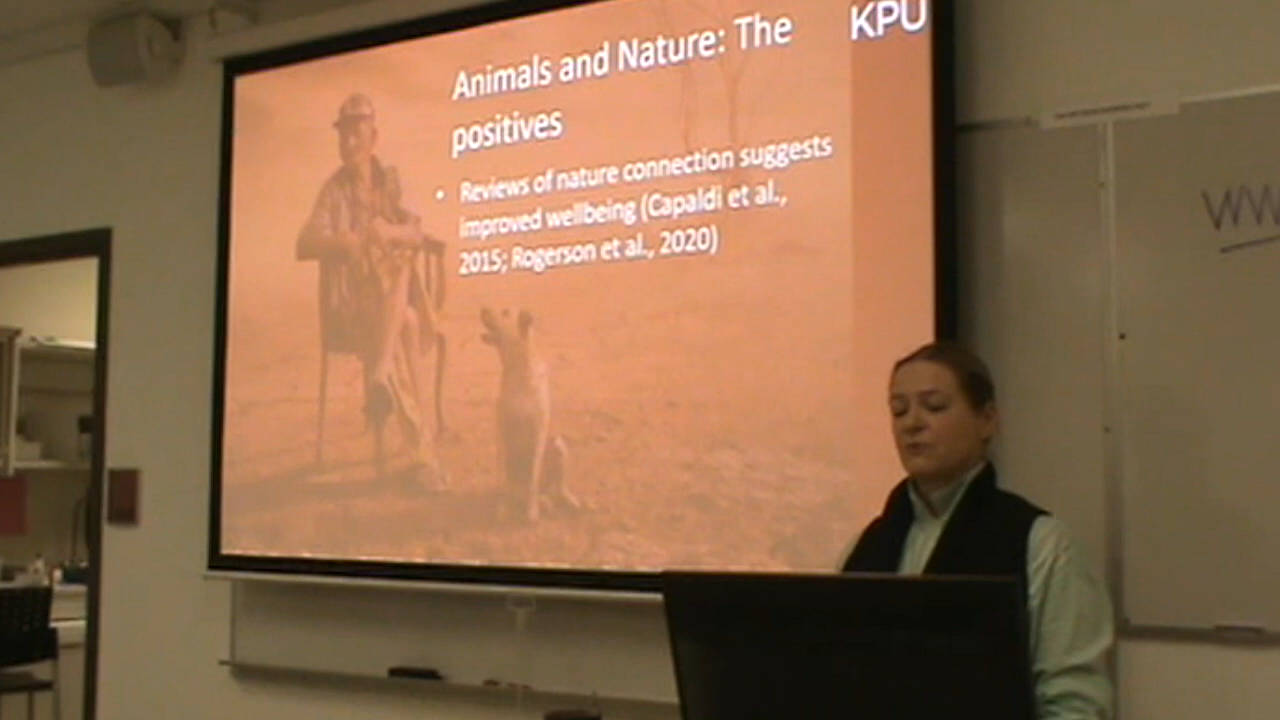 KPU
Animals and Nature: The
positives
• Reviews of nature connection suggests
improved wellbeing (Capaldi et al.,
2015; Rogerson et al., 2020)
WW